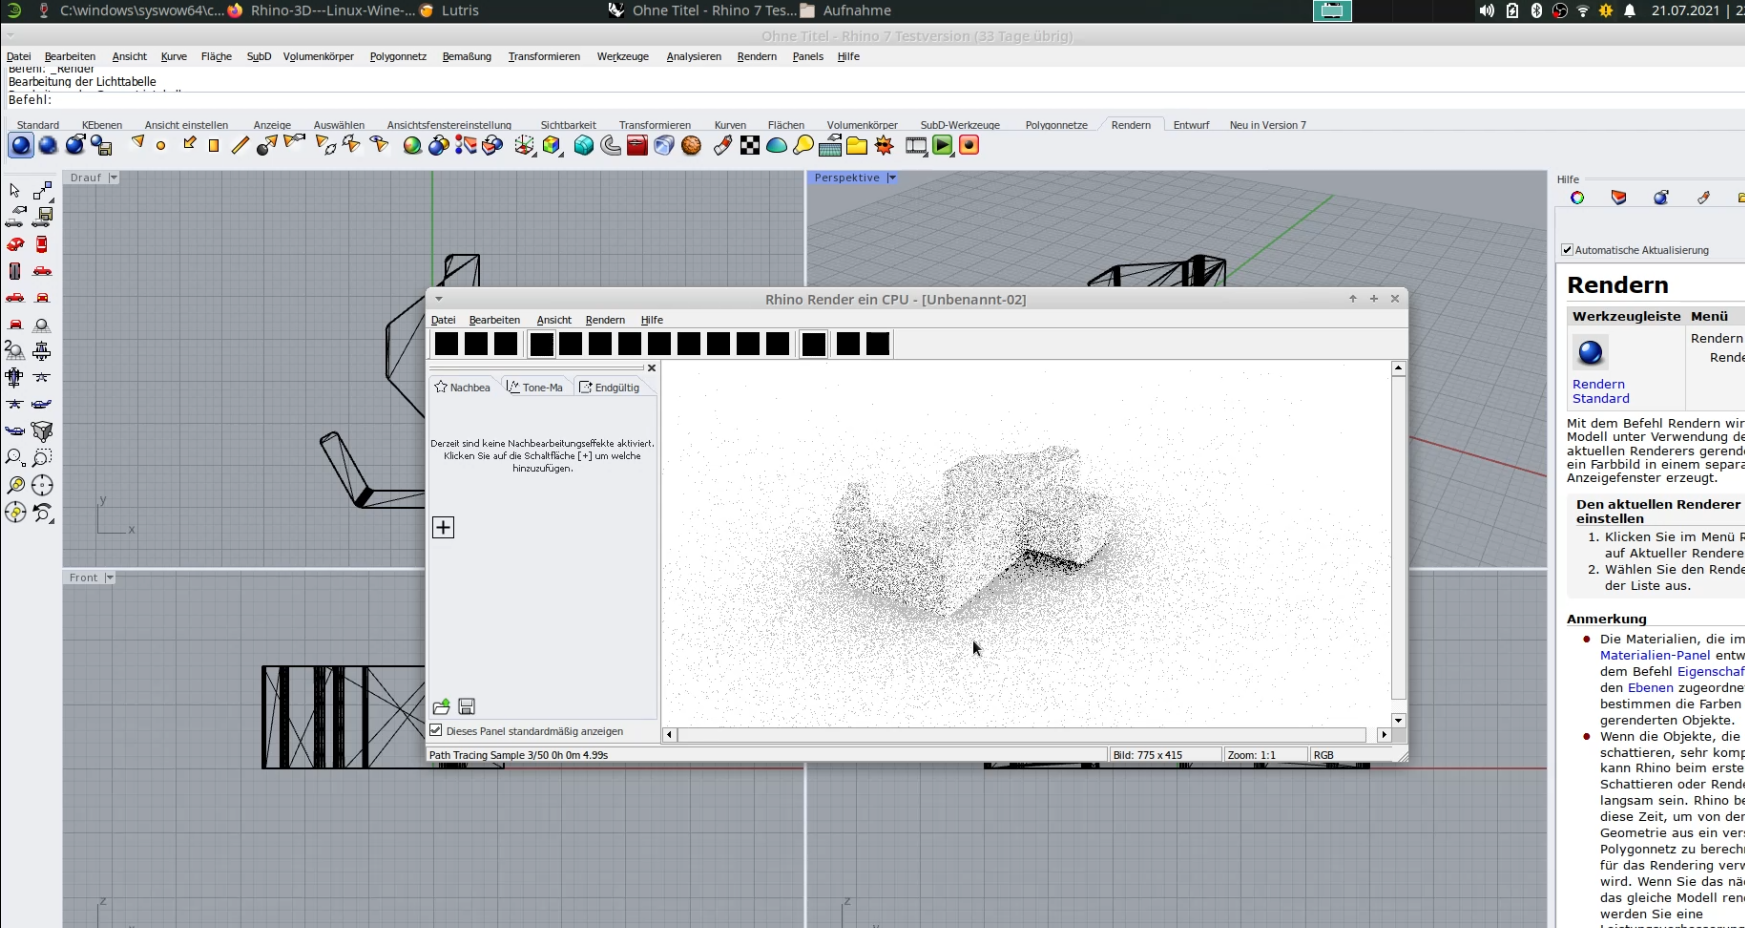 C:\windows\syswow64\c... Rhino-3D---Linux-Wine-... Lutris Ohne Titel - Rhino 7 Tes... Aufnahme 21.07.2021 | 2
Ohne Titel - Rhino 7 Testversion (33 Tage übrig)
Datei Bearbeiten Ansicht Kurve Fläche SubD Volumenkörper Polygonnetz Bemaßung Transformieren Werkzeuge Analysieren Rendern Panels Hilfe
Befehl: _Render
Bearbeitung der Lichttabelle
Befehl:
Standard KEbenen Ansicht einstellen Anzeige Auswählen Ansichtsfenstereinstellung Sichtbarkeit Transformieren Kurven Flächen Volumenkörper SubD-Werkzeuge Polygonnetze Rendern Entwurf Neu in Version 7
Drauf
Perspektive
y
x
Front
z
z
Rhino Render ein CPU - [Unbenannt-02]
Datei Bearbeiten Ansicht Rendern Hilfe
Nachbea Tone-Ma Endgültig
Derzeit sind keine Nachbearbeitungseffekte aktiviert.
Klicken Sie auf die Schaltfläche [+] um welche
hinzuzufügen.
Dieses Panel standardmäßig anzeigen
Path Tracing Sample 3/50 0h 0m 4.99s Bild: 775 x 415 Zoom: 1:1 RGB
Hilfe
Automatische Aktualisierung
Rendern
Werkzeugleiste Menü
Rendern
Rende
Rendern
Standard
Mit dem Befehl Rendern wir
Modell unter Verwendung de
aktuellen Renderers gerende
ein Farbbild in einem separa
Anzeigefenster erzeugt.
Den aktuellen Renderer
einstellen
1. Klicken Sie im Menü R
auf Aktueller Renderer
2. Wählen Sie den Rende
der Liste aus.
Anmerkung
Die Materialien, die im
Materialien-Panel entw
dem Befehl Eigenschaf
den Ebenen zugeordne
bestimmen die Farben
gerenderten Objekte.
Wenn die Objekte, die
schattieren, sehr komp
kann Rhino beim erste
Schattieren oder Rende
langsam sein. Rhino be
diese Zeit, um von der
Geometrie aus ein vers
Polygonnetz zu berechn
für das Rendering verw
wird. Wenn Sie das nä
das gleiche Modell rend
werden Sie eine